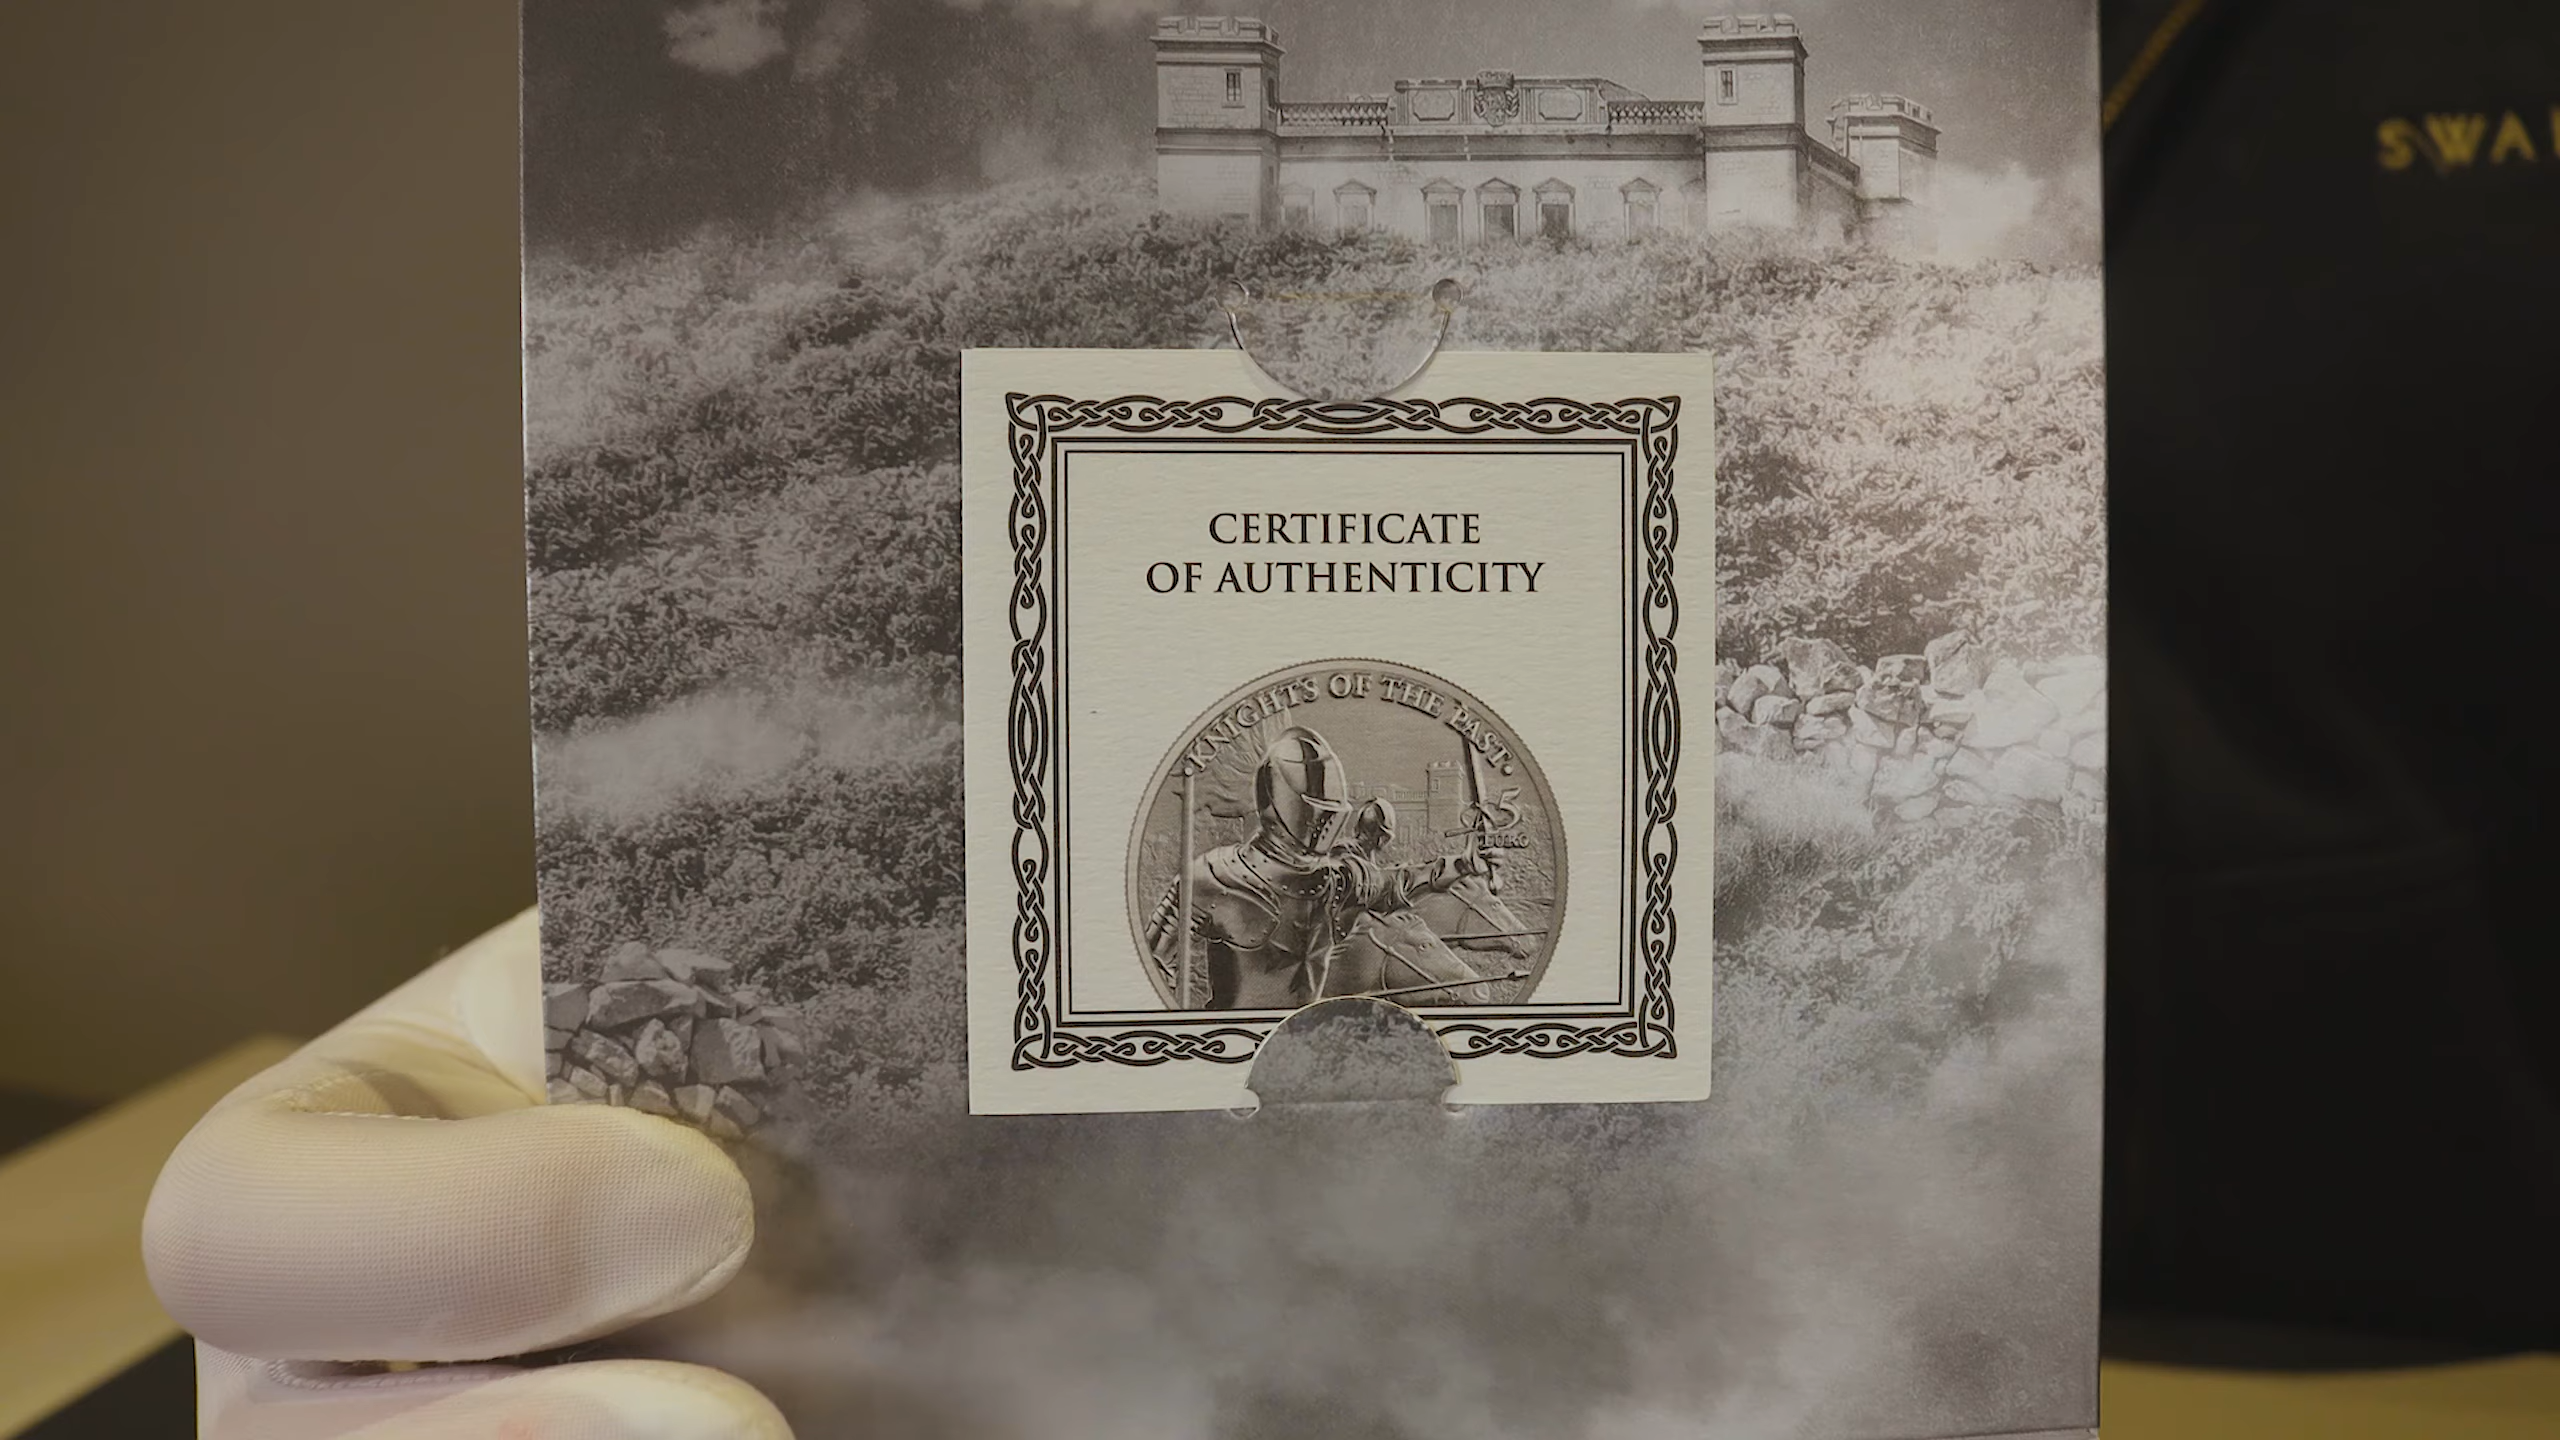 SWA
CERTIFICATE
OF AUTHENTICITY
·KNIGHTS OF THE PAST·
5
EURO